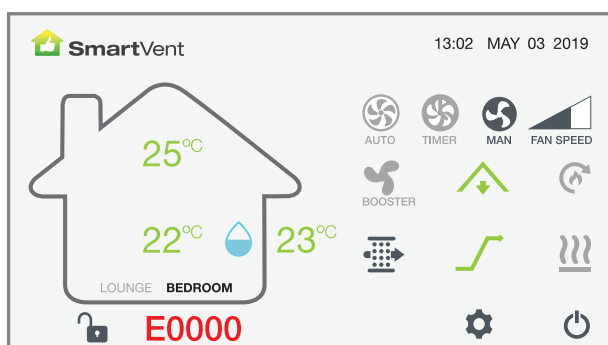 SmartVent
13:02 MAY 03 2019
25°C
AUTO TIMER MAN FAN SPEED
BOOSTER
22°C 23°C
LOUNGE BEDROOM
E0000